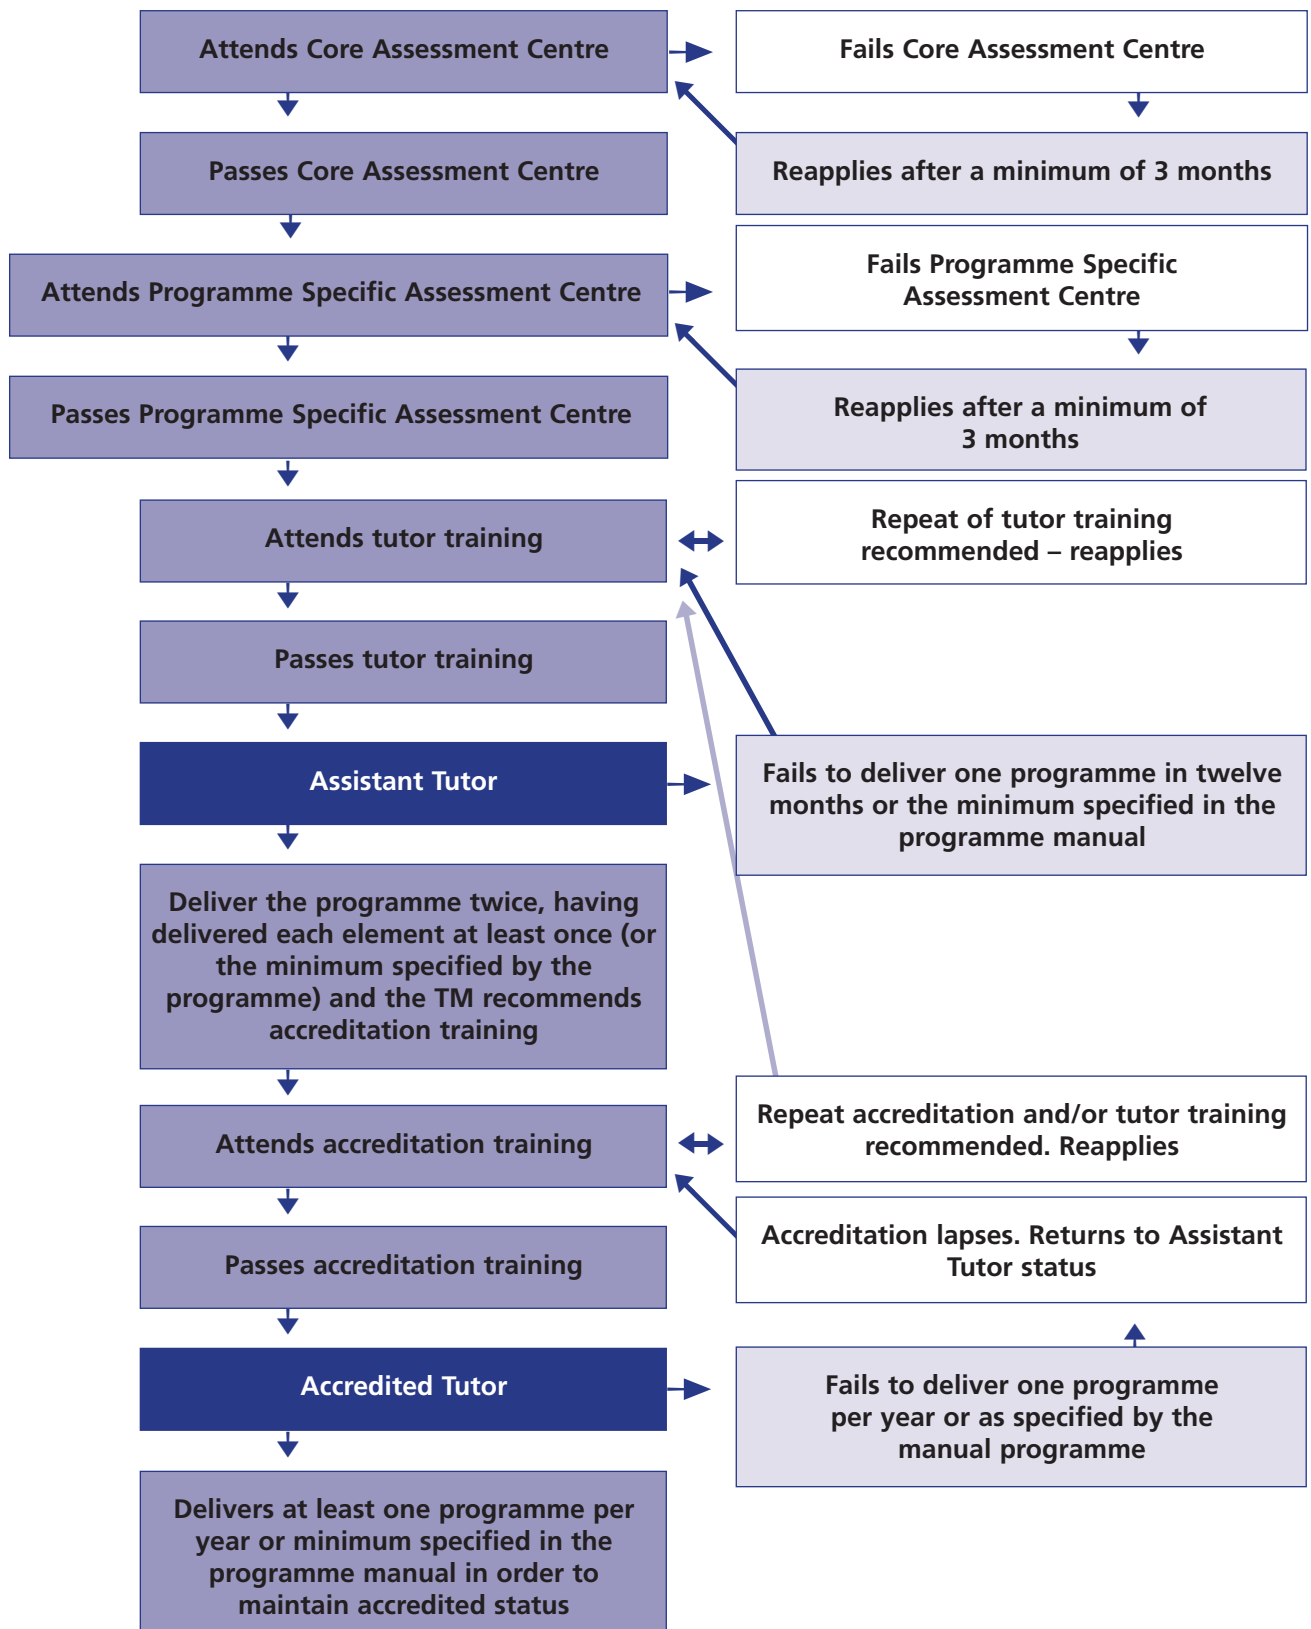 Attends Core Assessment Centre
Fails Core Assessment Centre
Passes Core Assessment Centre
Reapplies after a minimum of 3 months
Attends Programme Specific Assessment Centre
Fails Programme Specific
Assessment Centre
Passes Programme Specific Assessment Centre
Reapplies after a minimum of
3 months
Attends tutor training
Repeat of tutor training
recommended – reapplies
Passes tutor training
Assistant Tutor
Fails to deliver one programme in twelve
months or the minimum specified in the
programme manual
Deliver the programme twice, having
delivered each element at least once (or
the minimum specified by the
programme) and the TM recommends
accreditation training
Attends accreditation training
Repeat accreditation and/or tutor training
recommended. Reapplies
Passes accreditation training
Accreditation lapses. Returns to Assistant
Tutor status
Accredited Tutor
Fails to deliver one programme
per year or as specified by the
manual programme
Delivers at least one programme per
year or minimum specified in the
programme manual in order to
maintain accredited status